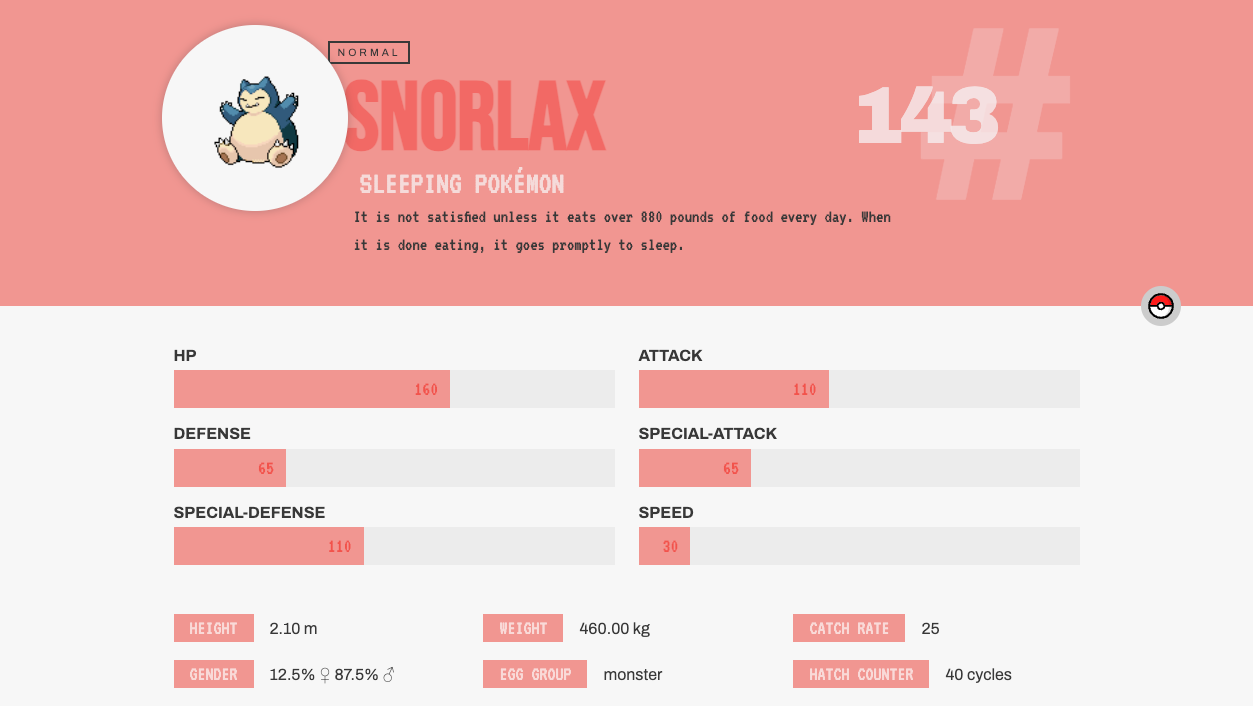 NORMAL
SNORLAX
#
143
SLEEPING POKÉMON
It is not satisfied unless it eats over 880 pounds of food every day. When
it is done eating, it goes promptly to sleep.
HP
160
ATTACK
110
DEFENSE
65
SPECIAL-ATTACK
65
SPECIAL-DEFENSE
110
SPEED
30
HEIGHT 2.10 m
WEIGHT 460.00 kg
CATCH RATE 25
GENDER 12.5% ♀ 87.5% ♂
EGG GROUP monster
HATCH COUNTER 40 cycles